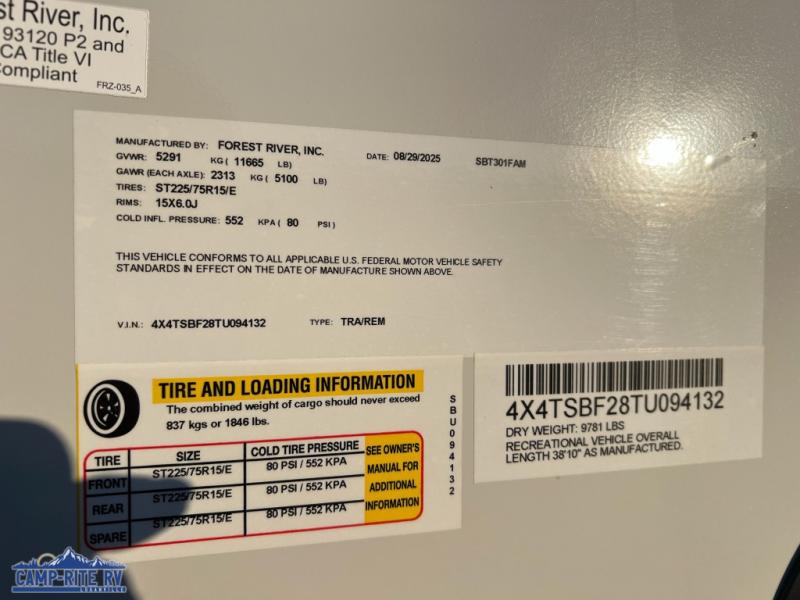 st River, Inc.
93120 P2 and
CA Title VI
Compliant
FRZ-035_A
MANUFACTURED BY: FOREST RIVER, INC. DATE: 08/29/2025 SBT301FAM
GVWR: 5291 KG ( 11665 LB)
GAWR (EACH AXLE): 2313 KG ( 5100 LB)
TIRES: ST225/75R15/E
RIMS: 15X6.0J
COLD INFL. PRESSURE: 552 KPA ( 80 PSI )
THIS VEHICLE CONFORMS TO ALL APPLICABLE U.S. FEDERAL MOTOR VEHICLE SAFETY
STANDARDS IN EFFECT ON THE DATE OF MANUFACTURE SHOWN ABOVE.
V.I.N.: 4X4TSBF28TU094132 TYPE: TRA/REM
TIRE AND LOADING INFORMATION
The combined weight of cargo should never exceed
837 kgs or 1846 lbs.
TIRE SIZE COLD TIRE PRESSURE
FRONT ST225/75R15/E 80 PSI / 552 KPA
REAR ST225/75R15/E 80 PSI / 552 KPA
SPARE ST225/75R15/E 80 PSI / 552 KPA
SEE OWNER'S
MANUAL FOR
ADDITIONAL
INFORMATION
SBU094132
4X4TSBF28TU094132
DRY WEIGHT: 9781 LBS
RECREATIONAL VEHICLE OVERALL
LENGTH 38'10" AS MANUFACTURED.
CAMP-RITE RV
LUSBYVILLE